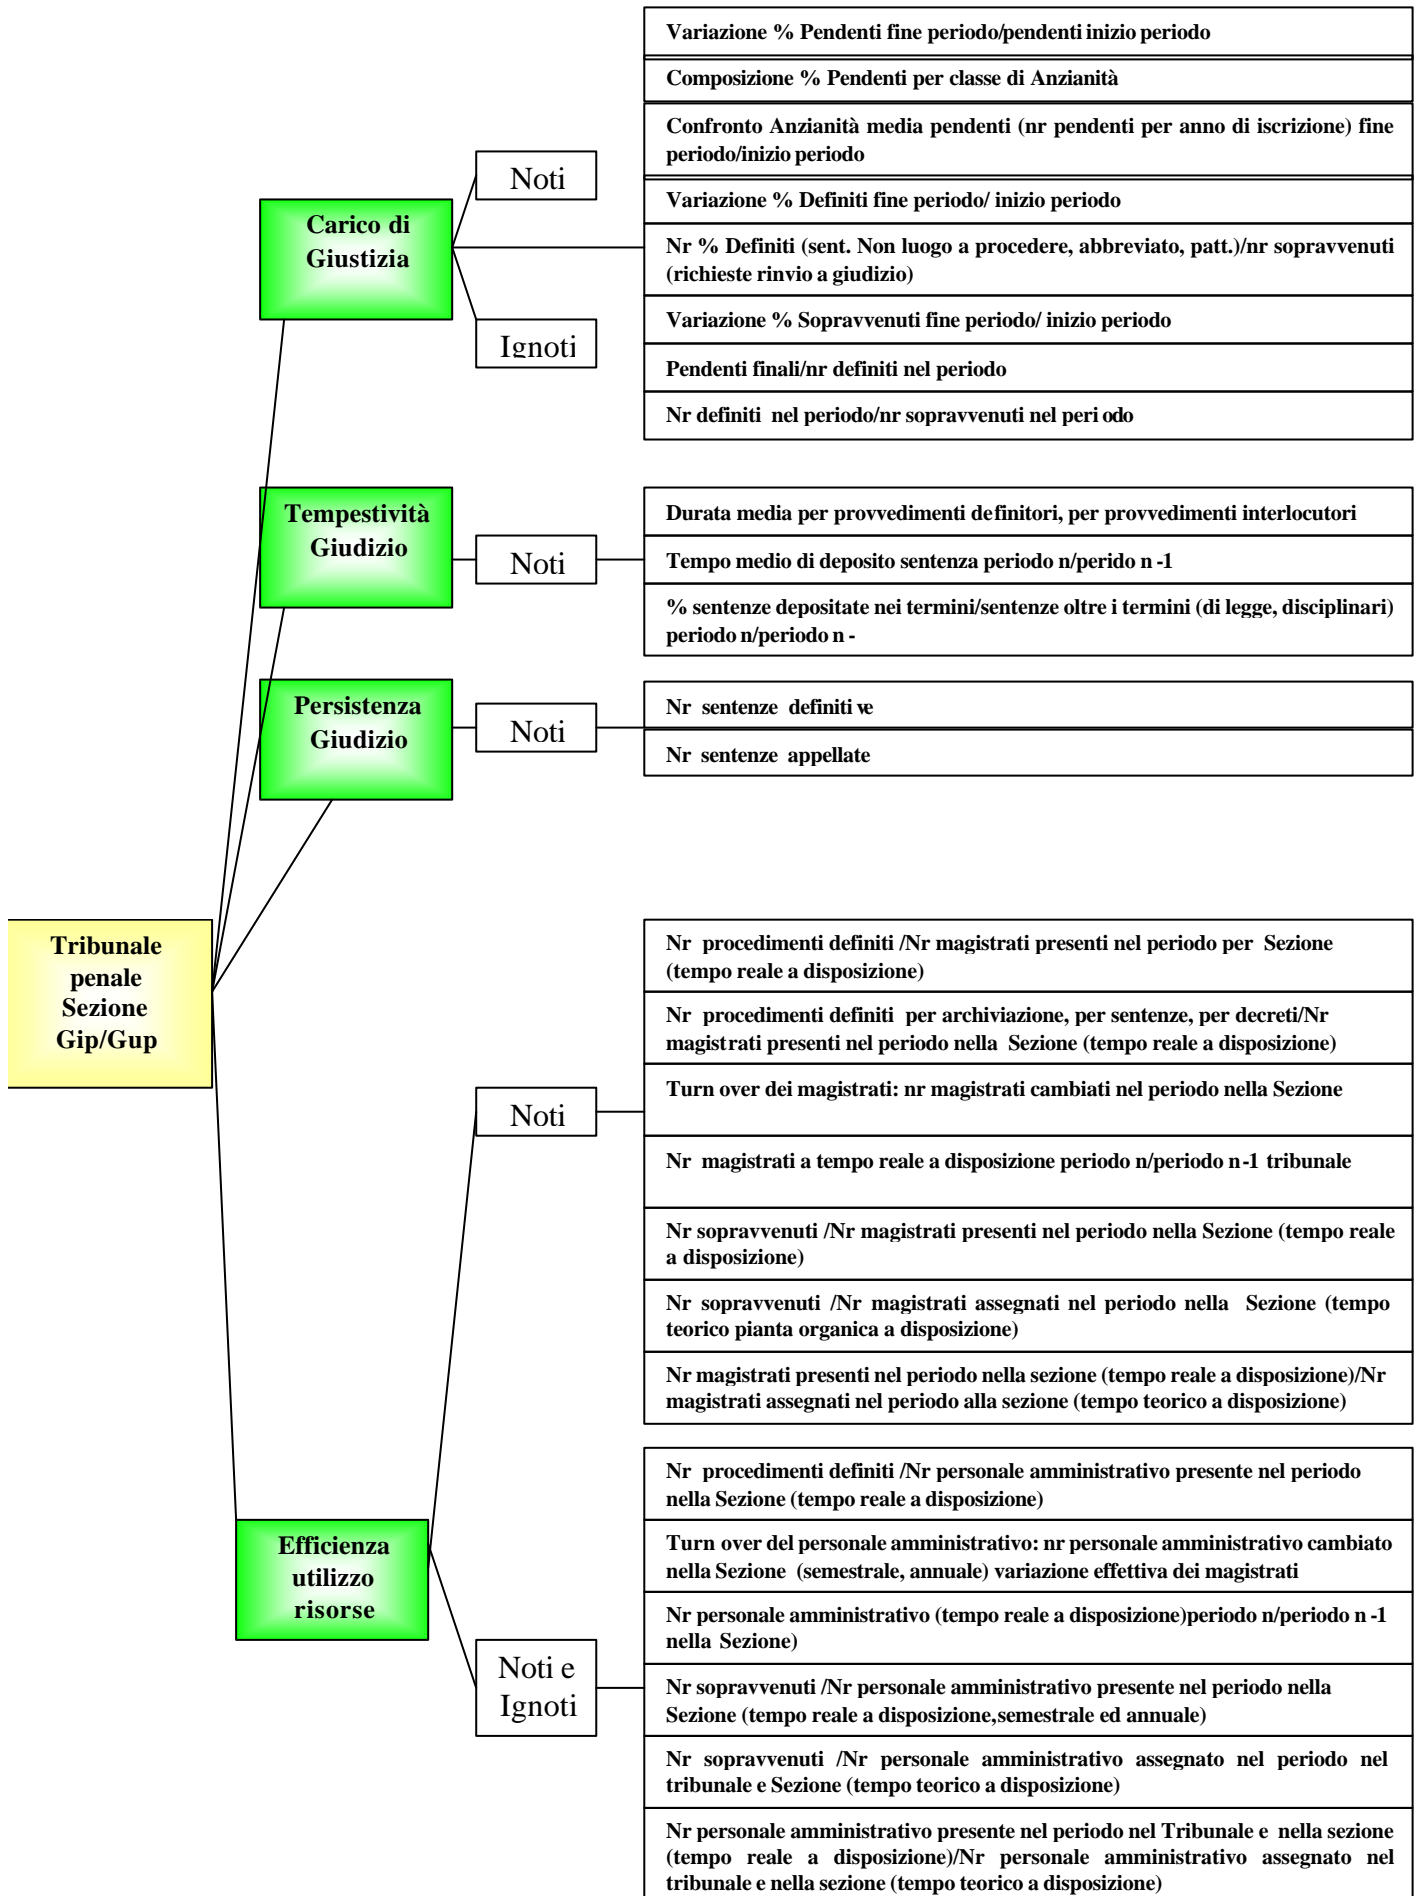 Variazione % Pendenti fine periodo/pendenti inizio periodo
Composizione % Pendenti per classe di Anzianità
Confronto Anzianità media pendenti (nr pendenti per anno di iscrizione) fine
periodo/inizio periodo
Noti
Variazione % Definiti fine periodo/ inizio periodo
Carico di
Giustizia
Nr % Definiti (sent. Non luogo a procedere, abbreviato, patt.)/nr sopravvenuti
(richieste rinvio a giudizio)
Variazione % Sopravvenuti fine periodo/ inizio periodo
Ignoti
Pendenti finali/nr definiti nel periodo
Nr definiti nel periodo/nr sopravvenuti nel peri odo
Tempestività
Giudizio
Noti
Durata media per provvedimenti definitori, per provvedimenti interlocutori
Tempo medio di deposito sentenza periodo n/perido n -1
% sentenze depositate nei termini/sentenze oltre i termini (di legge, disciplinari)
periodo n/periodo n -
Persistenza
Giudizio
Noti
Nr sentenze definiti ve
Nr sentenze appellate
Tribunale
penale
Sezione
Gip/Gup
Nr procedimenti definiti /Nr magistrati presenti nel periodo per Sezione
(tempo reale a disposizione)
Nr procedimenti definiti per archiviazione, per sentenze, per decreti/Nr
magistrati presenti nel periodo nella Sezione (tempo reale a disposizione)
Noti
Turn over dei magistrati: nr magistrati cambiati nel periodo nella Sezione
Nr magistrati a tempo reale a disposizione periodo n/periodo n-1 tribunale
Nr sopravvenuti /Nr magistrati presenti nel periodo nella Sezione (tempo reale
a disposizione)
Nr sopravvenuti /Nr magistrati assegnati nel periodo nella Sezione (tempo
teorico pianta organica a disposizione)
Nr magistrati presenti nel periodo nella sezione (tempo reale a disposizione)/Nr
magistrati assegnati nel periodo alla sezione (tempo teorico a disposizione)
Efficienza
utilizzo
risorse
Nr procedimenti definiti /Nr personale amministrativo presente nel periodo
nella Sezione (tempo reale a disposizione)
Turn over del personale amministrativo: nr personale amministrativo cambiato
nella Sezione (semestrale, annuale) variazione effettiva dei magistrati
Nr personale amministrativo (tempo reale a disposizione)periodo n/periodo n -1
nella Sezione)
Noti e
Ignoti
Nr sopravvenuti /Nr personale amministrativo presente nel periodo nella
Sezione (tempo reale a disposizione,semestrale ed annuale)
Nr sopravvenuti /Nr personale amministrativo assegnato nel periodo nel
tribunale e Sezione (tempo teorico a disposizione)
Nr personale amministrativo presente nel periodo nel Tribunale e nella sezione
(tempo reale a disposizione)/Nr personale amministrativo assegnato nel
tribunale e nella sezione (tempo teorico a disposizione)